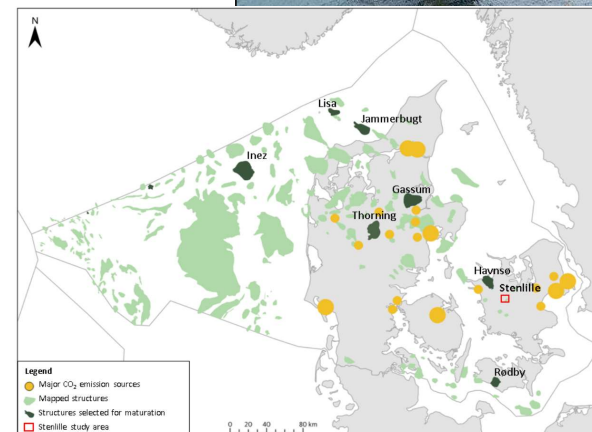 N
Lisa
Jammerbugt
Inez
Gassum
Thorning
Havnsø
Stenlille
Rødby
Legend
Major CO₂ emission sources
Mapped structures
Structures selected for maturation
Stenlille study area
0 20 40 80 km